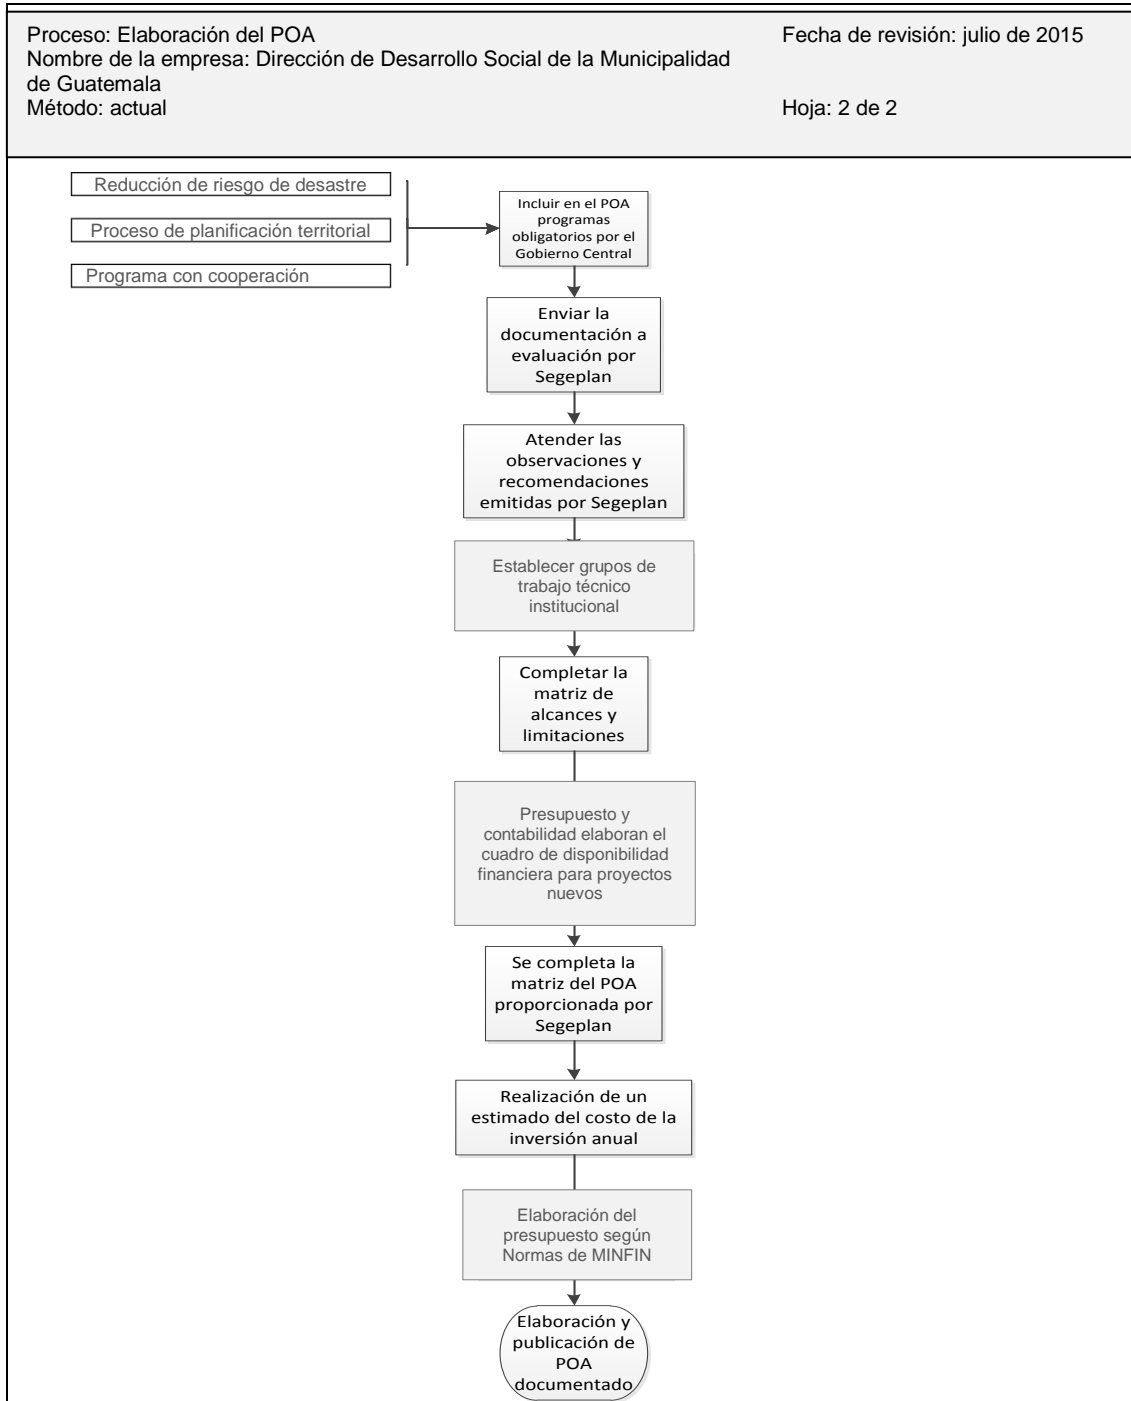 Proceso: Elaboración del POA
Fecha de revisión: julio de 2015
Nombre de la empresa: Dirección de Desarrollo Social de la Municipalidad
de Guatemala
Método: actual
Hoja: 2 de 2
Reducción de riesgo de desastre
Proceso de planificación territorial
Programa con cooperación
Incluir en el POA
programas
obligatorios por el
Gobierno Central
Enviar la
documentación a
evaluación por
Segeplan
Atender las
observaciones y
recomendaciones
emitidas por Segeplan
Establecer grupos de
trabajo técnico
institucional
Completar la
matriz de
alcances y
limitaciones
Presupuesto y
contabilidad elaboran el
cuadro de disponibilidad
financiera para proyectos
nuevos
Se completa la
matriz del POA
proporcionada por
Segeplan
Realización de un
estimado del costo de la
inversión anual
Elaboración del
presupuesto según
Normas de MINFIN
Elaboración y
publicación de
POA
documentado